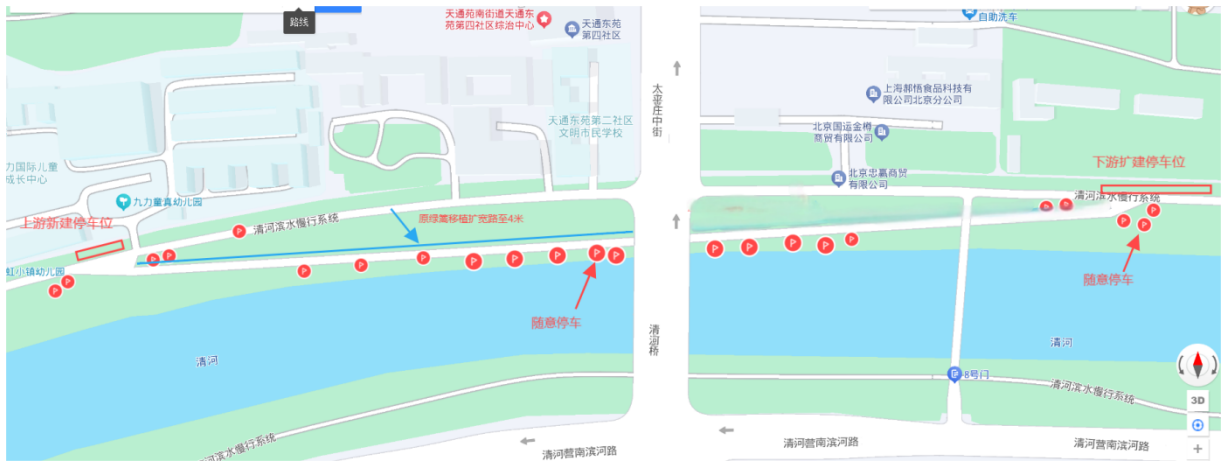 路线
天通苑南街道天通东
苑第四社区综治中心
天通东苑
第四社区
太平庄中街
天通东苑第二社区
文明市民学校
力国际儿童
成长中心
九力童真幼儿园
上游新建停车位
清河滨水慢行系统
原绿篱移植扩宽路至4米
虹小镇幼儿园
P
P
P
P
P
P
P
P
P
P
P
P
P
P
随意停车
清河
清河桥
清河滨水慢行系统
清河营南滨河路
自助洗车
上海郝悟食品科技有
限公司北京分公司
北京国运金樽
商贸有限公司
北京忠赢商贸
有限公司
下游扩建停车位
清河滨水慢行系统
P
P
P
P
P
P
P
P
P
P
随意停车
清河
8号门
清河滨水慢行系统
3D
清河营南滨河路
清河营南滨河路